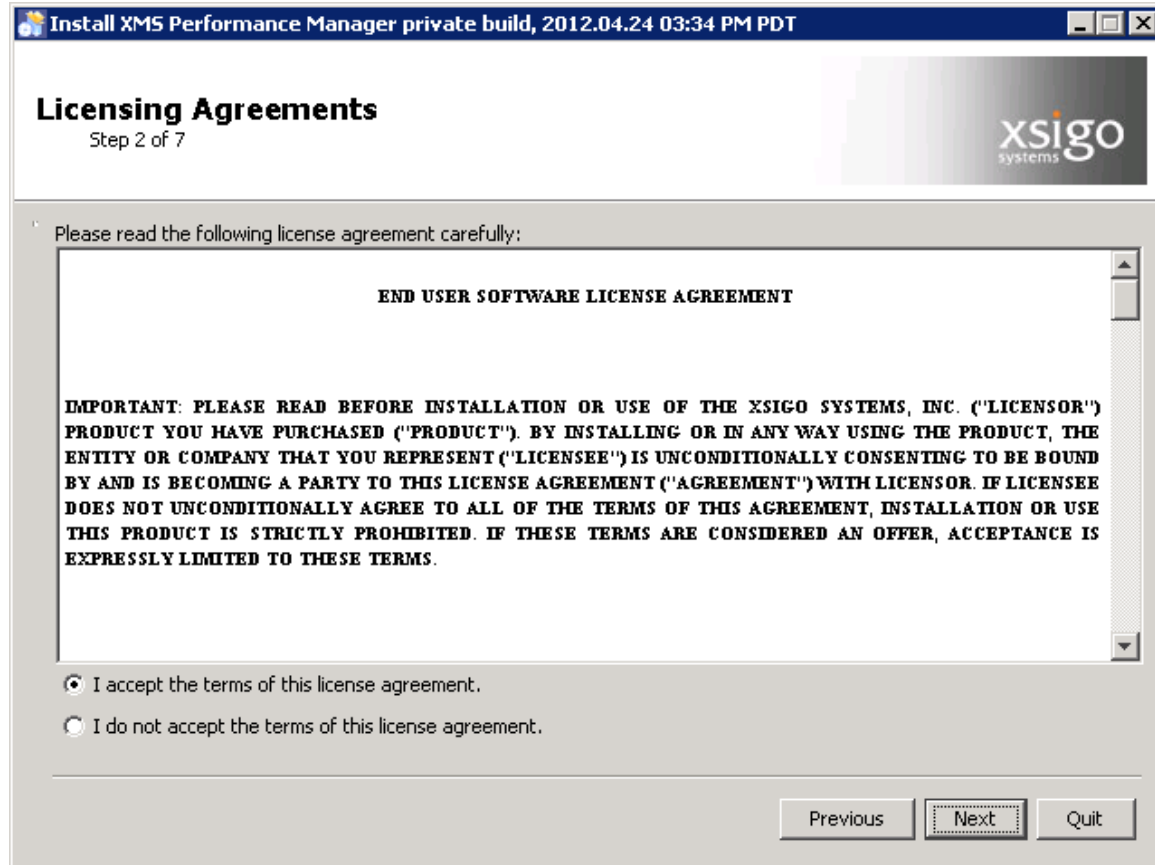 Install XMS Performance Manager private build, 2012.04.24 03:34 PM PDT
Licensing Agreements
Step 2 of 7
xsigo
systems
Please read the following license agreement carefully:
END USER SOFTWARE LICENSE AGREEMENT
IMPORTANT: PLEASE READ BEFORE INSTALLATION OR USE OF THE XSIGO SYSTEMS, INC. ("LICENSOR")
PRODUCT YOU HAVE PURCHASED ("PRODUCT"). BY INSTALLING OR IN ANY WAY USING THE PRODUCT, THE
ENTITY OR COMPANY THAT YOU REPRESENT ("LICENSEE") IS UNCONDITIONALLY CONSENTING TO BE BOUND
BY AND IS BECOMING A PARTY TO THIS LICENSE AGREEMENT ("AGREEMENT") WITH LICENSOR. IF LICENSEE
DOES NOT UNCONDITIONALLY AGREE TO ALL OF THE TERMS OF THIS AGREEMENT, INSTALLATION OR USE
THIS PRODUCT IS STRICTLY PROHIBITED. IF THESE TERMS ARE CONSIDERED AN OFFER, ACCEPTANCE IS
EXPRESSLY LIMITED TO THESE TERMS.
I accept the terms of this license agreement.
I do not accept the terms of this license agreement.
Previous Next Quit